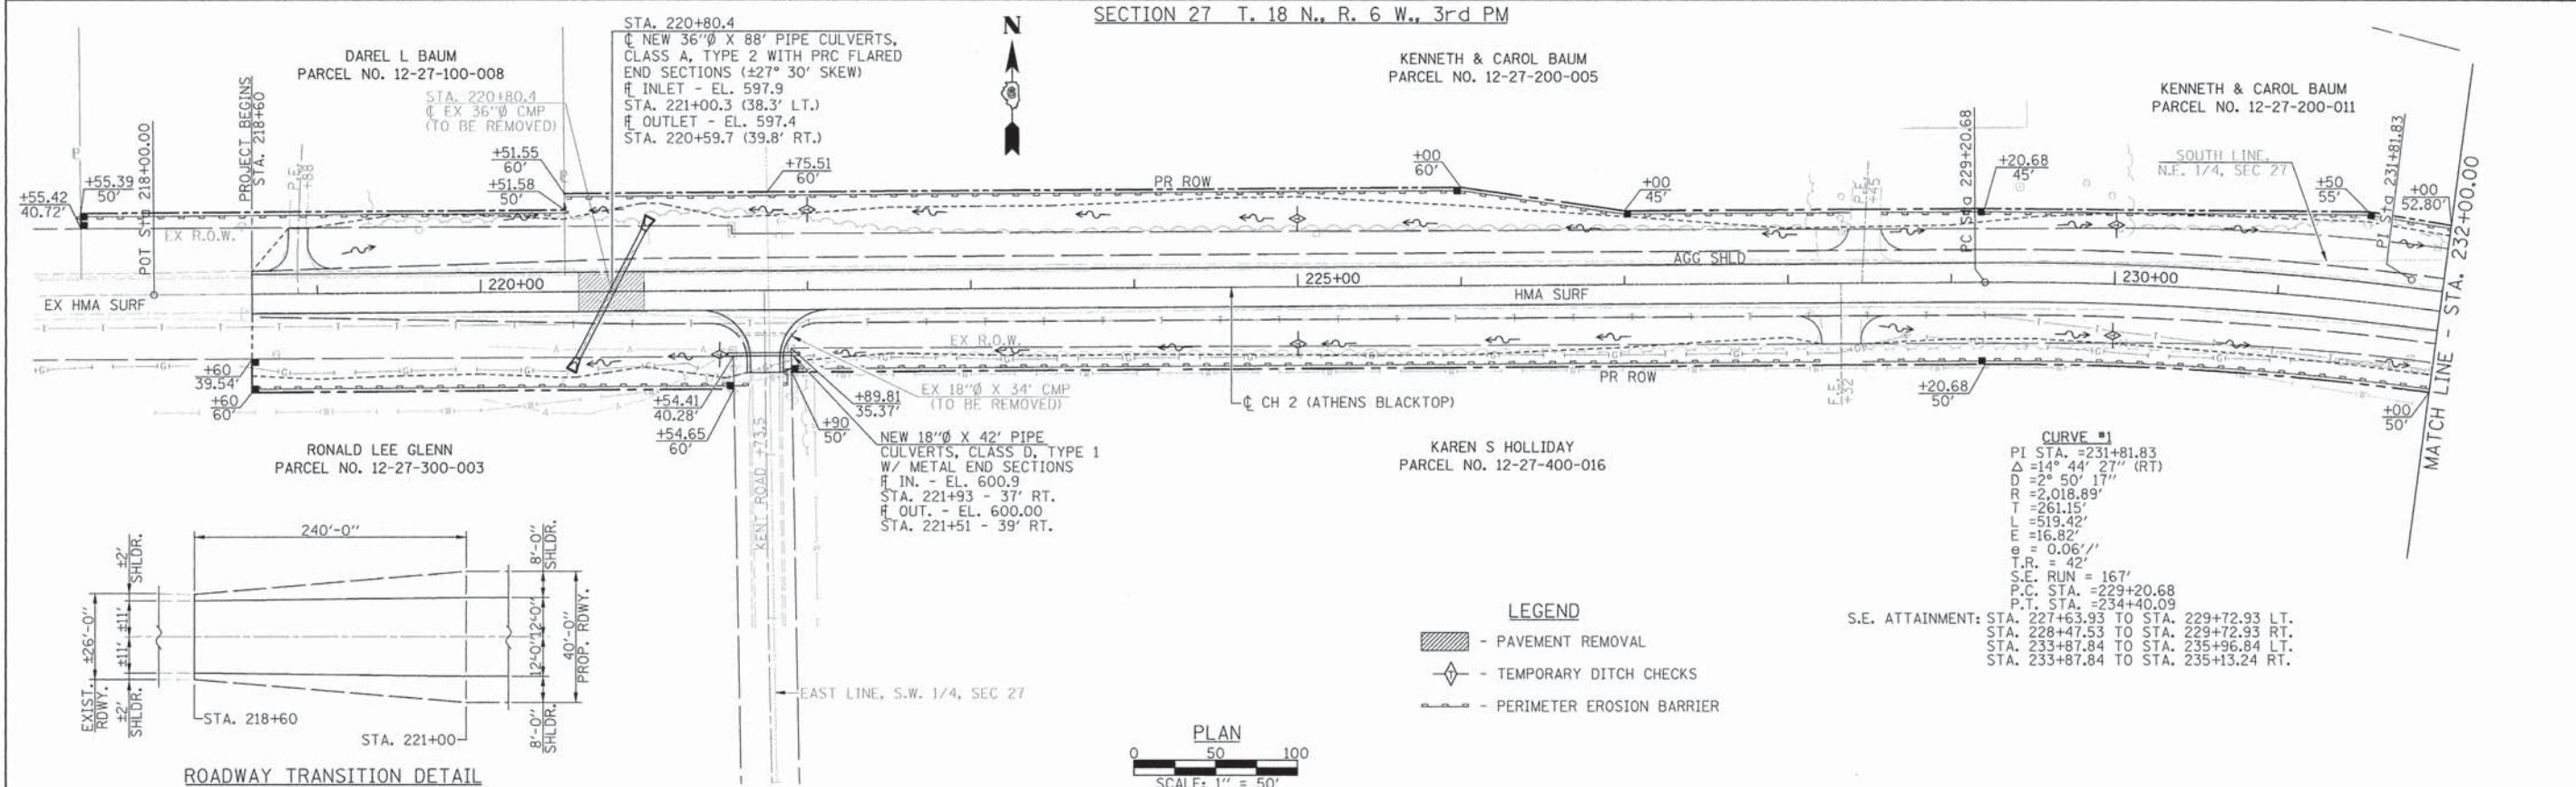 SECTION 27 T. 18 N., R. 6 W., 3rd PM
DAREL L BAUM
PARCEL NO. 12-27-100-008
STA. 220+80.4
℄ EX 36"Ø CMP
(TO BE REMOVED)
STA. 220+80.4
℄ NEW 36"Ø X 88' PIPE CULVERTS,
CLASS A, TYPE 2 WITH PRC FLARED
END SECTIONS (±27° 30' SKEW)
INLET - EL. 597.9
STA. 221+00.3 (38.3' LT.)
OUTLET - EL. 597.4
STA. 220+59.7 (39.8' RT.)
N
KENNETH & CAROL BAUM
PARCEL NO. 12-27-200-005
KENNETH & CAROL BAUM
PARCEL NO. 12-27-200-011
PROJECT BEGINS
STA. 218+60
POT Sta 218+00.00
P.E.
+88
+55.42
40.72'
+55.39
50'
+51.55
60'
+51.58
50'
+75.51
60'
PR ROW
+00
60'
+00
45'
P.E.
+45
PC Sta 229+20.68
+20.68
45'
SOUTH LINE,
N.E. 1/4, SEC 27
+50
55'
PI Sta 231+81.83
+00
52.80'
MATCH LINE - STA. 232+00.00
EX R.O.W.
AGG SHLD
EX HMA SURF
220+00
225+00
HMA SURF
230+00
EX R.O.W.
PR ROW
+60
39.54'
+60
60'
+54.41
40.28'
+54.65
60'
+89.81
35.37'
+90
50'
EX 18"Ø X 34' CMP
(TO BE REMOVED)
℄ CH 2 (ATHENS BLACKTOP)
F.E.
+32
+20.68
50'
+00
50'
KENT ROAD +73.5
NEW 18"Ø X 42' PIPE
CULVERTS, CLASS D, TYPE 1
W/ METAL END SECTIONS
IN. - EL. 600.9
STA. 221+93 - 37' RT.
OUT. - EL. 600.00
STA. 221+51 - 39' RT.
RONALD LEE GLENN
PARCEL NO. 12-27-300-003
KAREN S HOLLIDAY
PARCEL NO. 12-27-400-016
CURVE #1
PI STA. =231+81.83
Δ =14° 44' 27" (RT)
D =2° 50' 17"
R =2,018.89'
T =261.15'
L =519.42'
E =16.82'
e = 0.06'/'
T.R. = 42'
S.E. RUN = 167'
P.C. STA. =229+20.68
P.T. STA. =234+40.09
S.E. ATTAINMENT: STA. 227+63.93 TO STA. 229+72.93 LT.
STA. 228+47.53 TO STA. 229+72.93 RT.
STA. 233+87.84 TO STA. 235+96.84 LT.
STA. 233+87.84 TO STA. 235+13.24 RT.
240'-0"
EXIST.
RDWY.
±26'-0"
±2'
SHLDR.
±11'
±11'
±2'
SHLDR.
8'-0"
SHLDR.
12'-0"
12'-0"
8'-0"
SHLDR.
40'-0"
PROP. RDWY.
STA. 218+60
STA. 221+00
ROADWAY TRANSITION DETAIL
EAST LINE, S.W. 1/4, SEC 27
LEGEND
- PAVEMENT REMOVAL
- TEMPORARY DITCH CHECKS
- PERIMETER EROSION BARRIER
PLAN
0 50 100
SCALE: 1" = 50'